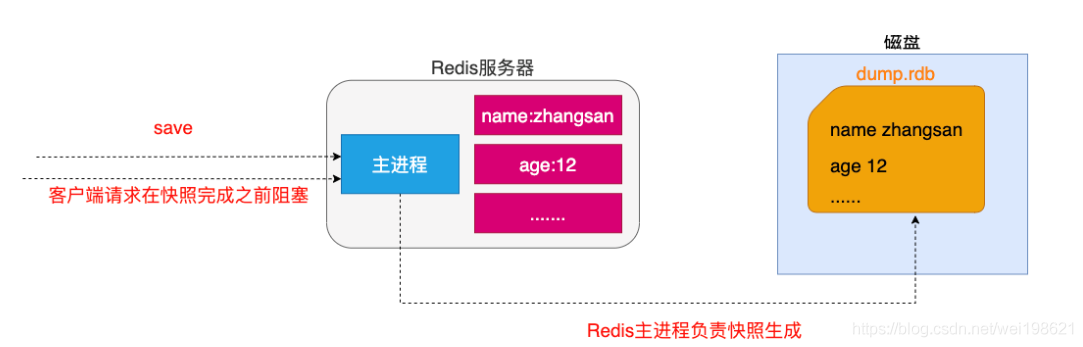 磁盘
Redis服务器
dump.rdb
name:zhangsan
save
name zhangsan
主进程
age:12
age 12
客户端请求在快照完成之前阻塞
.......
......
Redis主进程负责快照生成
https://blog.csdn.net/wei198621